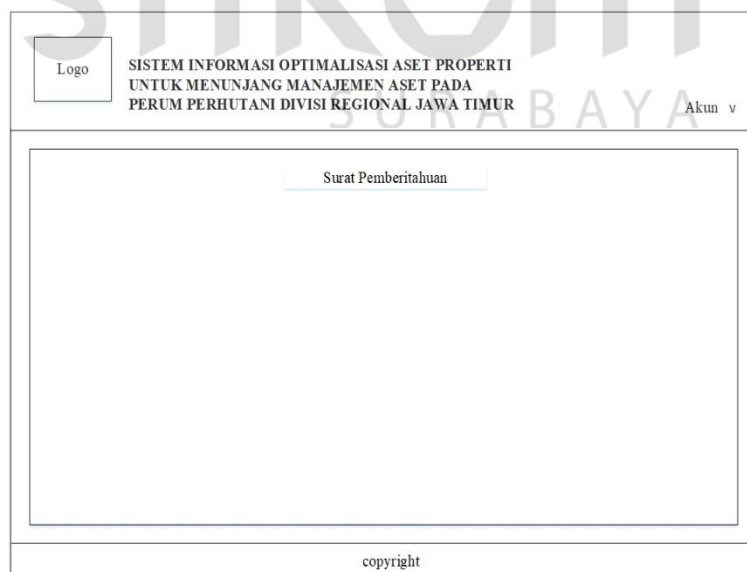 SURABAYA
Logo
SISTEM INFORMASI OPTIMALISASI ASET PROPERTI
UNTUK MENUNJANG MANAJEMEN ASET PADA
PERUM PERHUTANI DIVISI REGIONAL JAWA TIMUR
Akun v
Surat Pemberitahuan
copyright